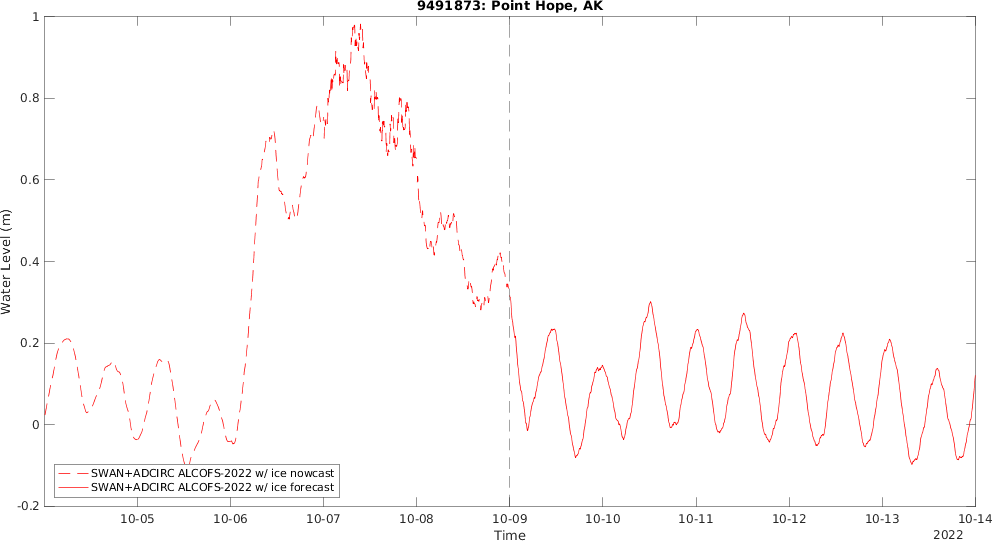 9491873: Point Hope, AK
1
0.8
0.6
0.4
0.2
0
-0.2
Water Level (m)
SWAN+ADCIRC ALCOFS-2022 w/ ice nowcast
SWAN+ADCIRC ALCOFS-2022 w/ ice forecast
10-05 10-06 10-07 10-08 10-09 10-10 10-11 10-12 10-13 10-14
Time
2022